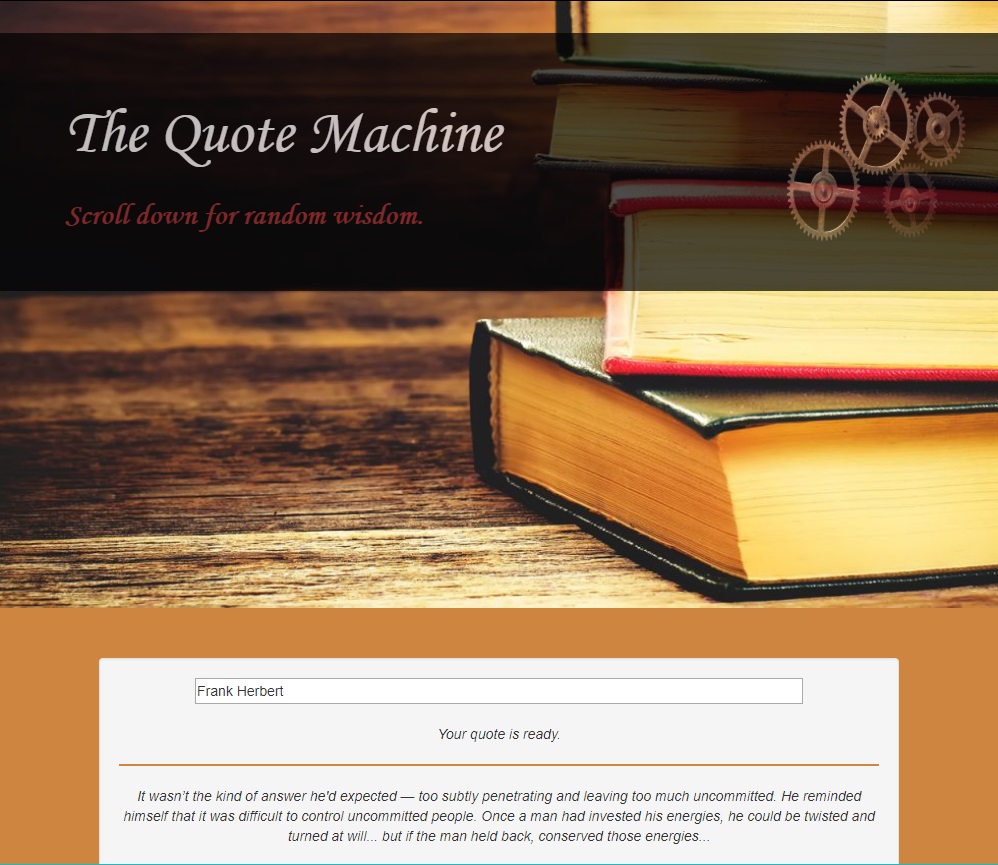 The Quote Machine
Scroll down for random wisdom.
Frank Herbert
Your quote is ready.
It wasn't the kind of answer he'd expected — too subtly penetrating and leaving too much uncommitted. He reminded
himself that it was difficult to control uncommitted people. Once a man had invested his energies, he could be twisted and
turned at will... but if the man held back, conserved those energies...